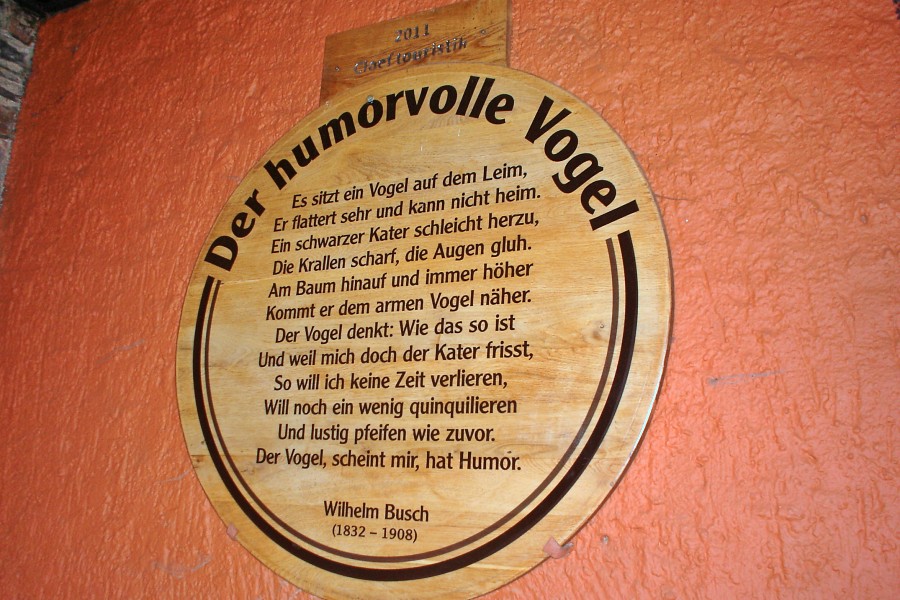 2011
Cloef touristik
Der humorvolle Vogel
Es sitzt ein Vogel auf dem Leim,
Er flattert sehr und kann nicht heim.
Ein schwarzer Kater schleicht herzu,
Die Krallen scharf, die Augen gluh.
Am Baum hinauf und immer höher
Kommt er dem armen Vogel näher.
Der Vogel denkt: Wie das so ist
Und weil mich doch der Kater frisst,
So will ich keine Zeit verlieren,
Will noch ein wenig quinquilieren
Und lustig pfeifen wie zuvor.
Der Vogel, scheint mir, hat Humor.
Wilhelm Busch
(1832 – 1908)